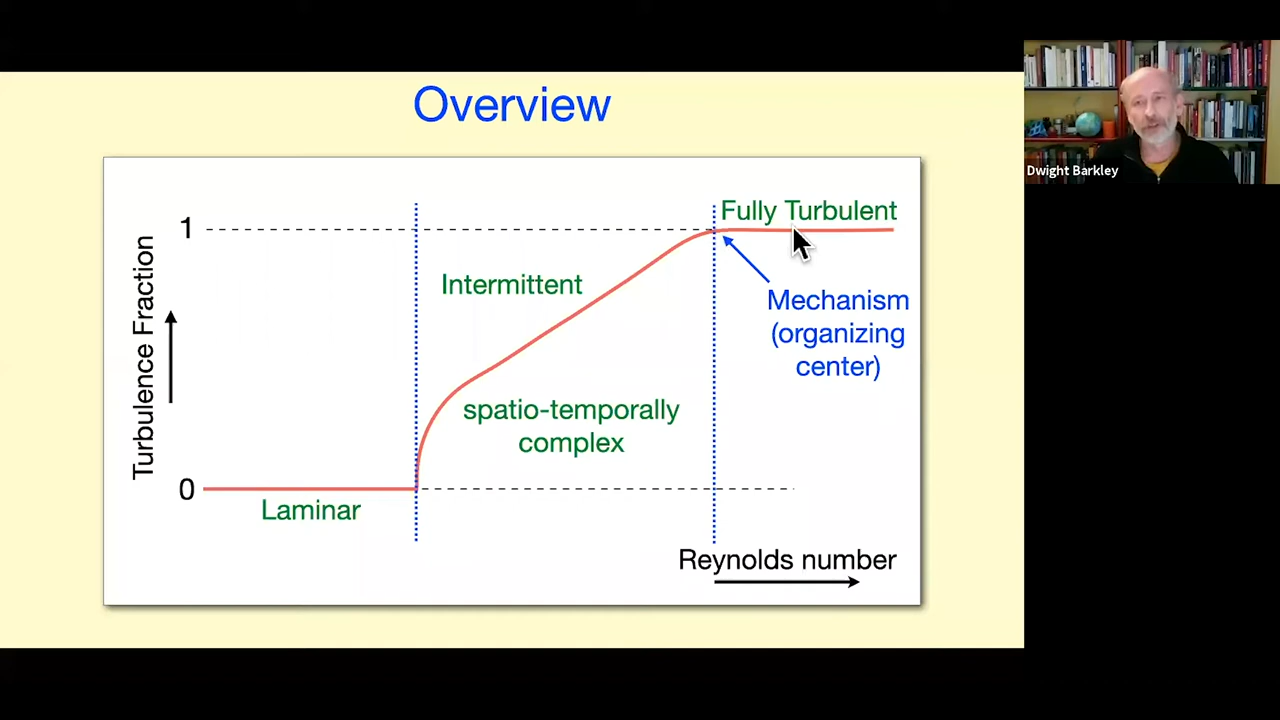 Overview
Fully Turbulent
1
Intermittent
Mechanism
(organizing
center)
Turbulence Fraction
spatio-temporally
complex
0
Laminar
Reynolds number
Dwight Barkley